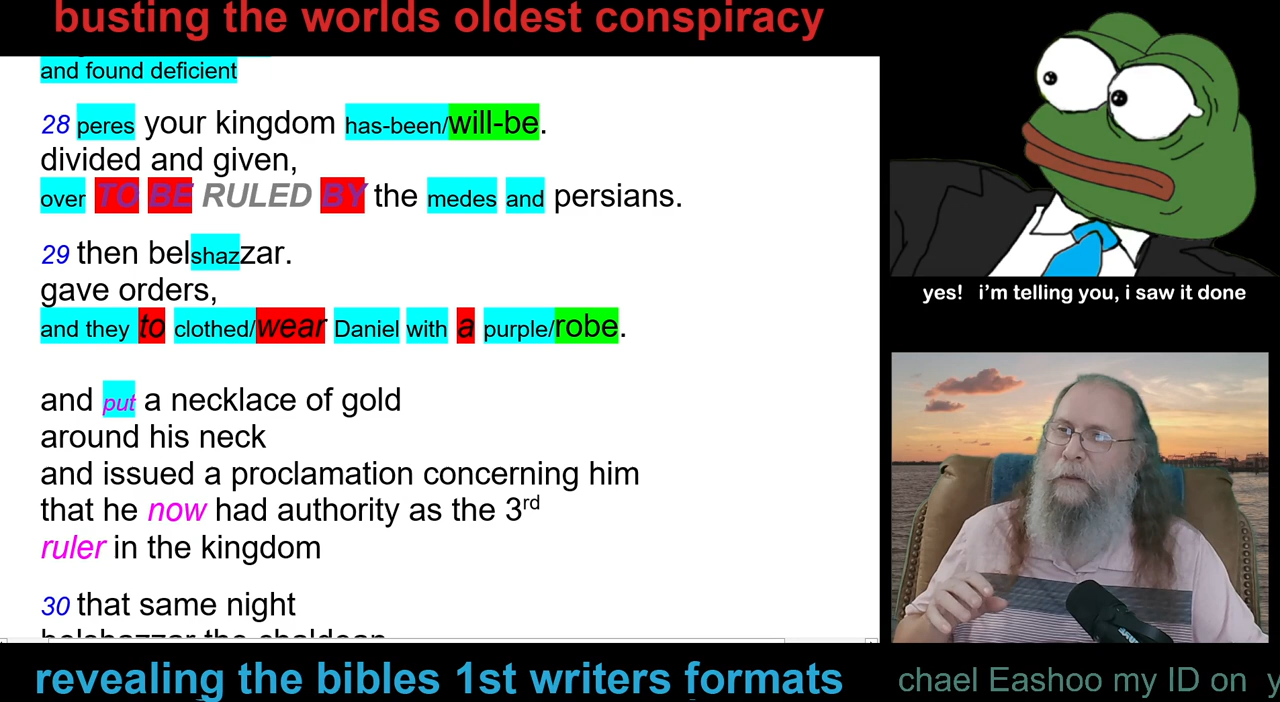 busting the worlds oldest conspiracy
and found deficient
28 peres your kingdom has-been/will-be.
divided and given,
over TO BE RULED BY the medes and persians.
29 then belshazzar.
gave orders,
and they to clothed/wear Daniel with a purple/robe.
and put a necklace of gold
around his neck
and issued a proclamation concerning him
that he now had authority as the 3rd
ruler in the kingdom
30 that same night
belshazzar the chaldean
yes! i'm telling you, i saw it done
revealing the bibles 1st writers formats
chael Eashoo my ID on y